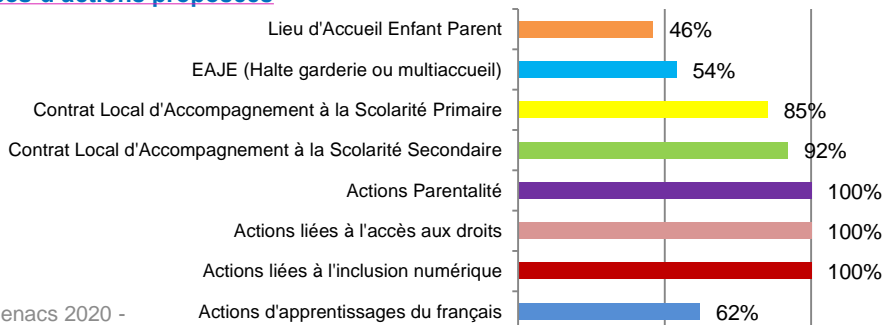 d'actions proposées
Lieu d'Accueil Enfant Parent 46%
EAJE (Halte garderie ou multiaccueil) 54%
Contrat Local d'Accompagnement à la Scolarité Primaire 85%
Contrat Local d'Accompagnement à la Scolarité Secondaire 92%
Actions Parentalité 100%
Actions liées à l'accès aux droits 100%
Actions liées à l'inclusion numérique 100%
enacs 2020 - Actions d'apprentissages du français 62%